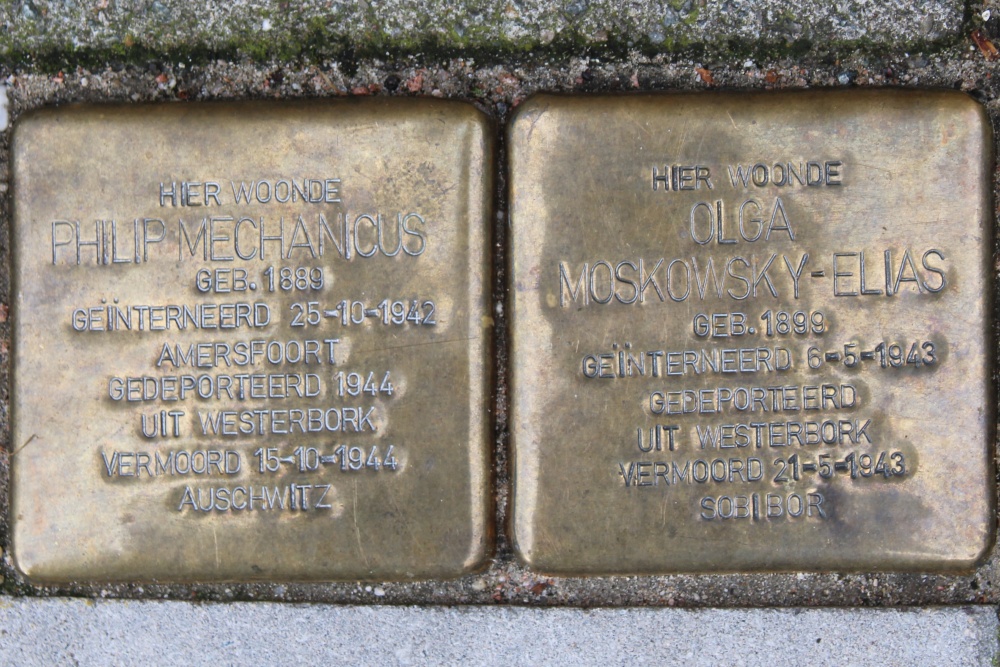 HIER WOONDE
PHILIP MECHANICUS
GEB. 1889
GEÏNTERNEERD 25-10-1942
AMERSFOORT
GEDEPORTEERD 1944
UIT WESTERBORK
VERMOORD 15-10-1944
AUSCHWITZ
HIER WOONDE
OLGA
MOSKOWSKY-ELIAS
GEB. 1899
GEÏNTERNEERD 6-5-1943
GEDEPORTEERD
UIT WESTERBORK
VERMOORD 21-5-1943
SOBIBOR